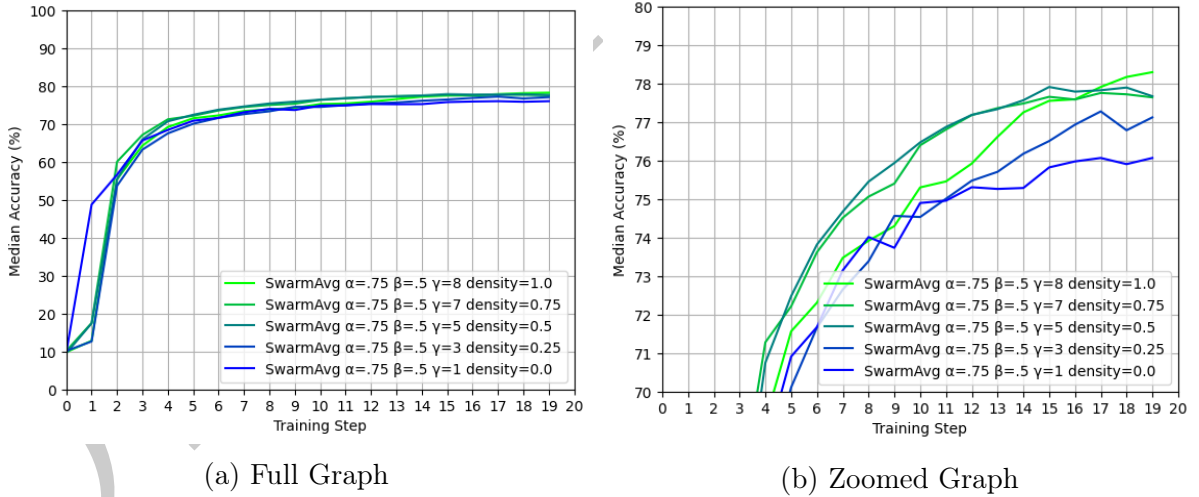 100
90
80
70
60
50
40
30
20
10
0
Median Accuracy (%)
SwarmAvg α=.75 β=.5 γ=8 density=1.0
SwarmAvg α=.75 β=.5 γ=7 density=0.75
SwarmAvg α=.75 β=.5 γ=5 density=0.5
SwarmAvg α=.75 β=.5 γ=3 density=0.25
SwarmAvg α=.75 β=.5 γ=1 density=0.0
0 1 2 3 4 5 6 7 8 9 10 11 12 13 14 15 16 17 18 19 20
Training Step
(a) Full Graph
80
79
78
77
76
75
74
73
72
71
70
Median Accuracy (%)
SwarmAvg α=.75 β=.5 γ=8 density=1.0
SwarmAvg α=.75 β=.5 γ=7 density=0.75
SwarmAvg α=.75 β=.5 γ=5 density=0.5
SwarmAvg α=.75 β=.5 γ=3 density=0.25
SwarmAvg α=.75 β=.5 γ=1 density=0.0
0 1 2 3 4 5 6 7 8 9 10 11 12 13 14 15 16 17 18 19 20
Training Step
(b) Zoomed Graph